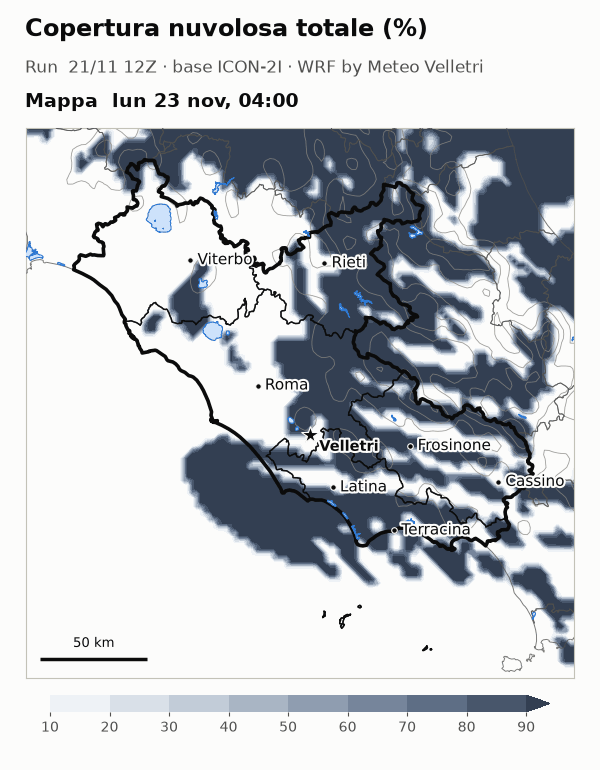 Copertura nuvolosa totale (%)
Run 21/11 12Z · base ICON-2I · WRF by Meteo Velletri
Mappa lun 23 nov, 04:00
Viterbo
Rieti
Roma
Velletri
Frosinone
Latina
Cassino
Terracina
50 km
10 20 30 40 50 60 70 80 90